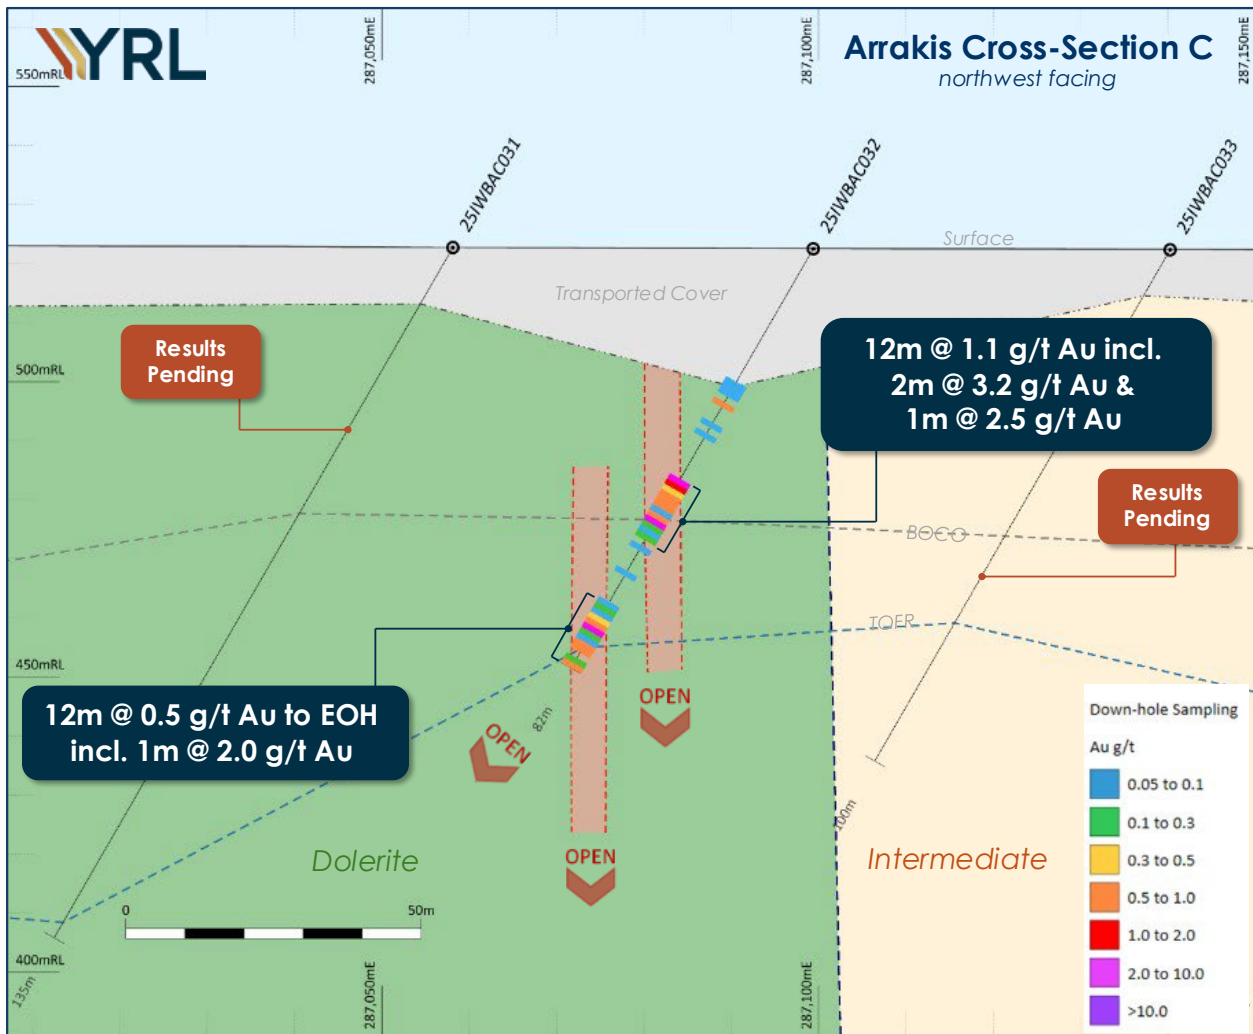 YRL
Arrakis Cross-Section C
northwest facing
287,050mE
287,100mE
287,150mE
550mRL
25IWBAC031
25IWBAC032
25IWBAC033
Surface
Transported Cover
Results
Pending
12m @ 1.1 g/t Au incl.
2m @ 3.2 g/t Au &
1m @ 2.5 g/t Au
500mRL
Results
Pending
BOCO
TOFR
450mRL
12m @ 0.5 g/t Au to EOH
incl. 1m @ 2.0 g/t Au
OPEN
82m
OPEN
OPEN
100m
Dolerite
Intermediate
0
50m
400mRL
135m
287,050mE
287,100mE
Down-hole Sampling
Au g/t
0.05 to 0.1
0.1 to 0.3
0.3 to 0.5
0.5 to 1.0
1.0 to 2.0
2.0 to 10.0
>10.0